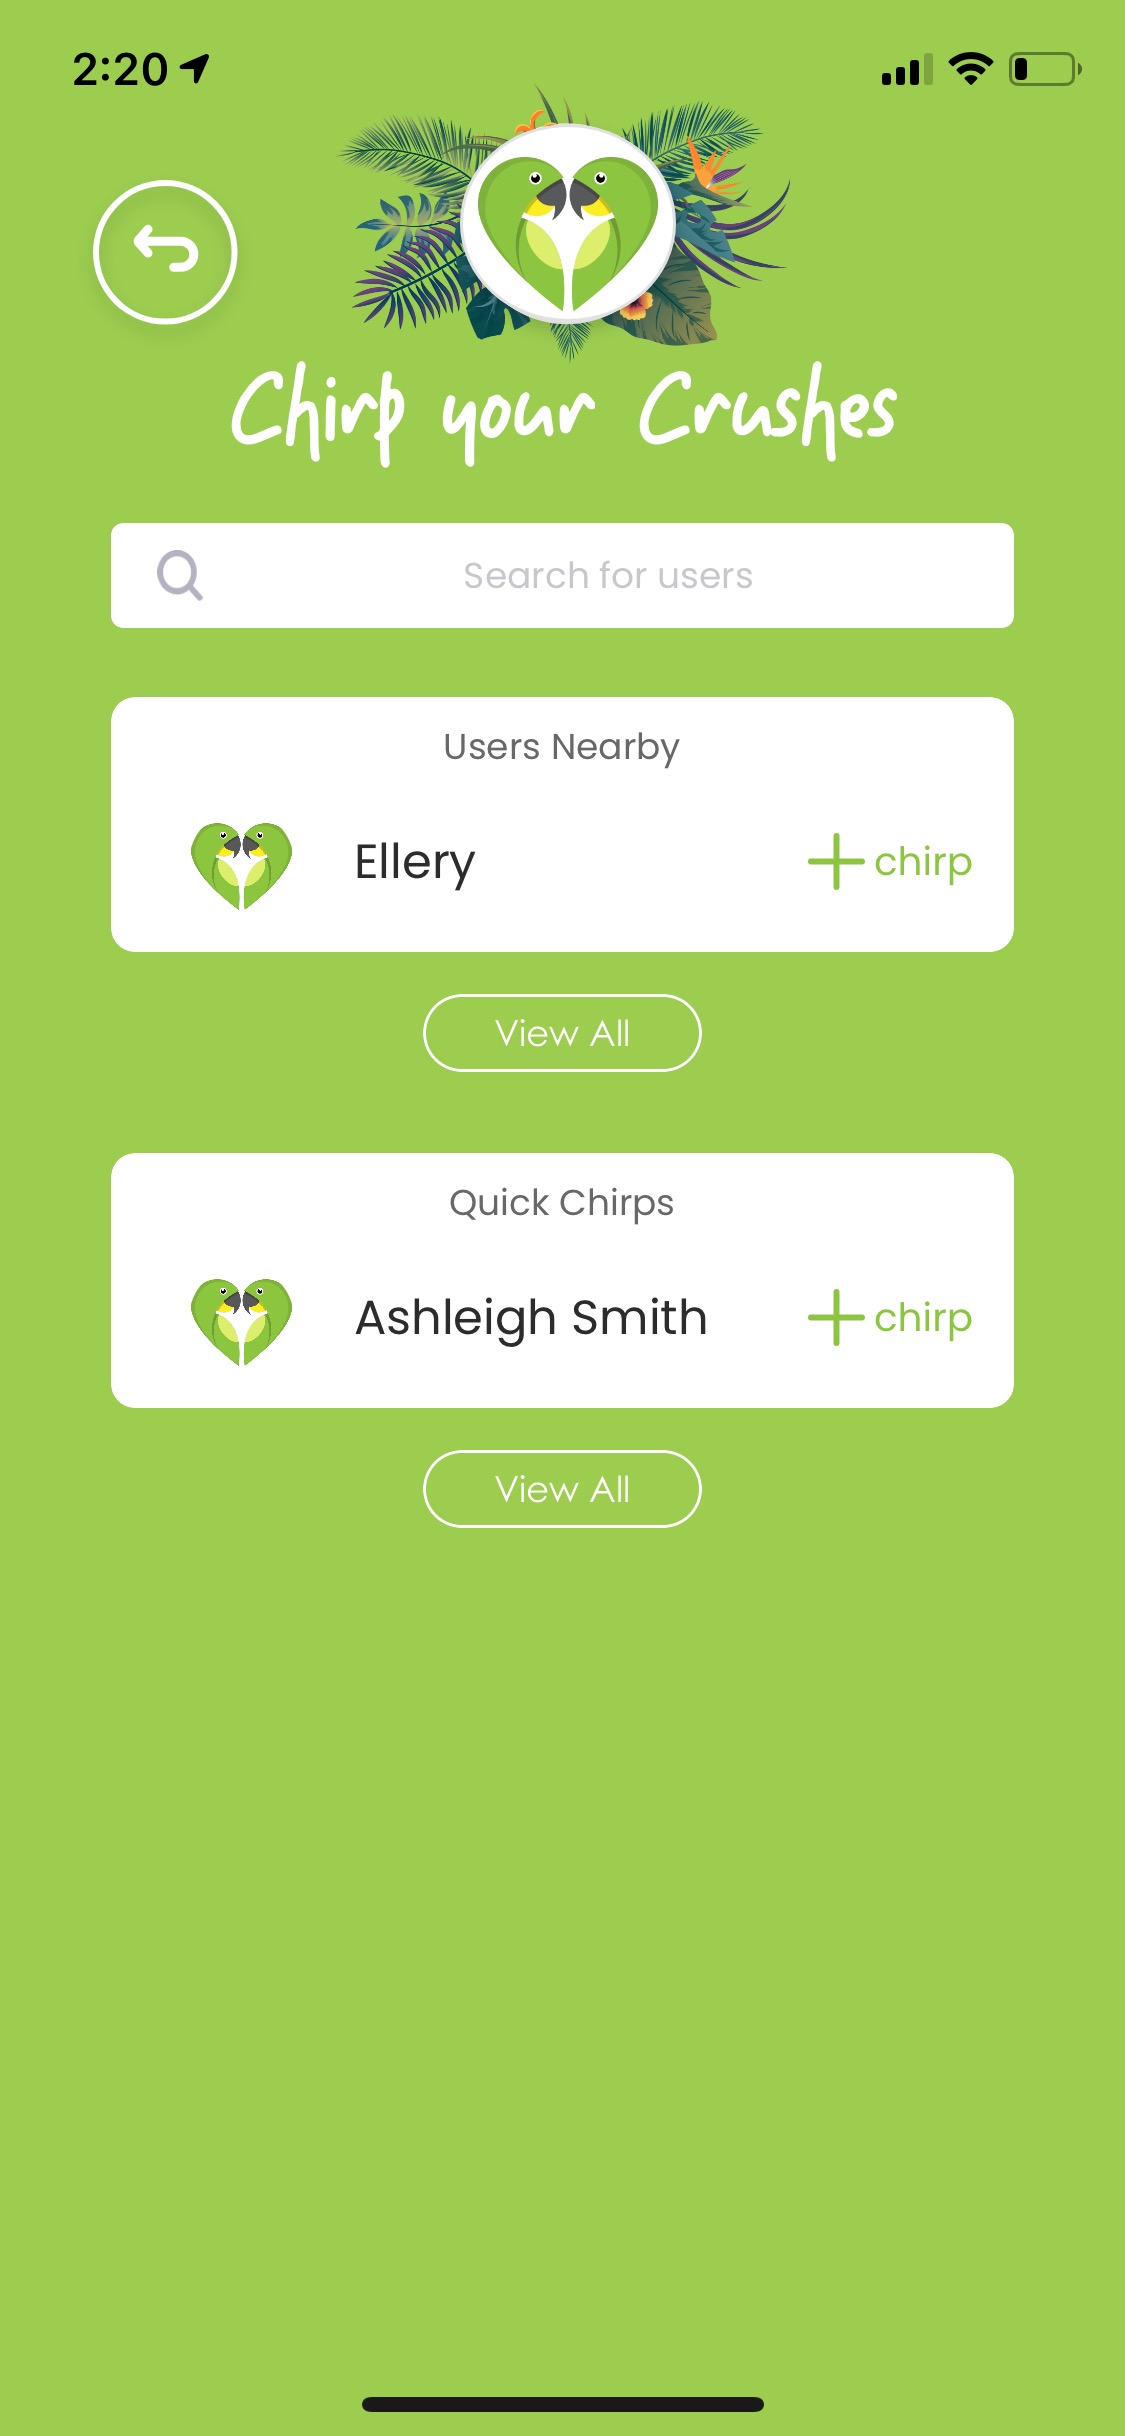 2:20
Chirp your Crushes
Search for users
Users Nearby
Ellery
chirp
View All
Quick Chirps
Ashleigh Smith
chirp
View All